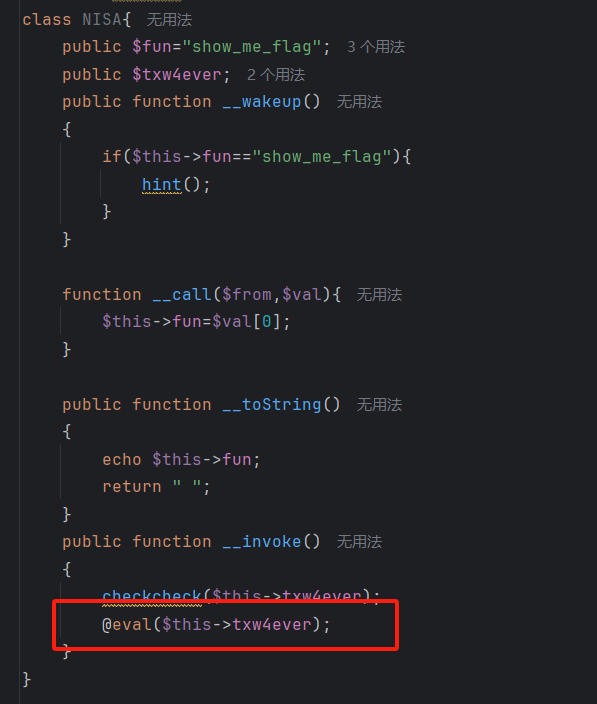 class NISA{ 无用法
public $fun="show_me_flag"; 3 个用法
public $txw4ever; 2 个用法
public function __wakeup() 无用法
{
if($this->fun=="show_me_flag"){
hint();
}
}
function __call($from,$val){ 无用法
$this->fun=$val[0];
}
public function __toString() 无用法
{
echo $this->fun;
return " ";
}
public function __invoke() 无用法
{
checkcheck($this->txw4ever);
@eval($this->txw4ever);
}
}